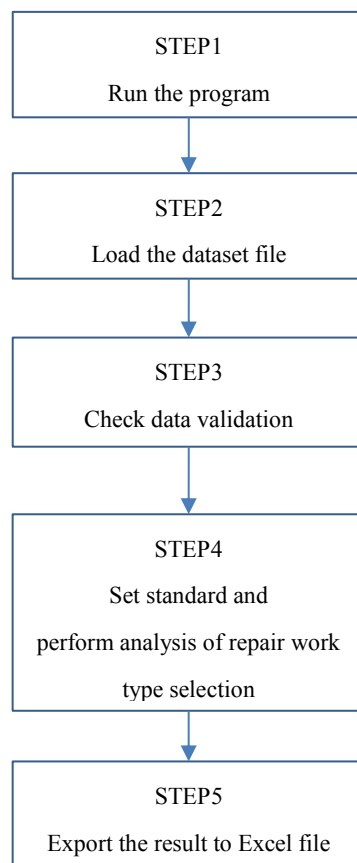 STEP1
Run the program
STEP2
Load the dataset file
STEP3
Check data validation
STEP4
Set standard and
perform analysis of repair work
type selection
STEP5
Export the result to Excel file